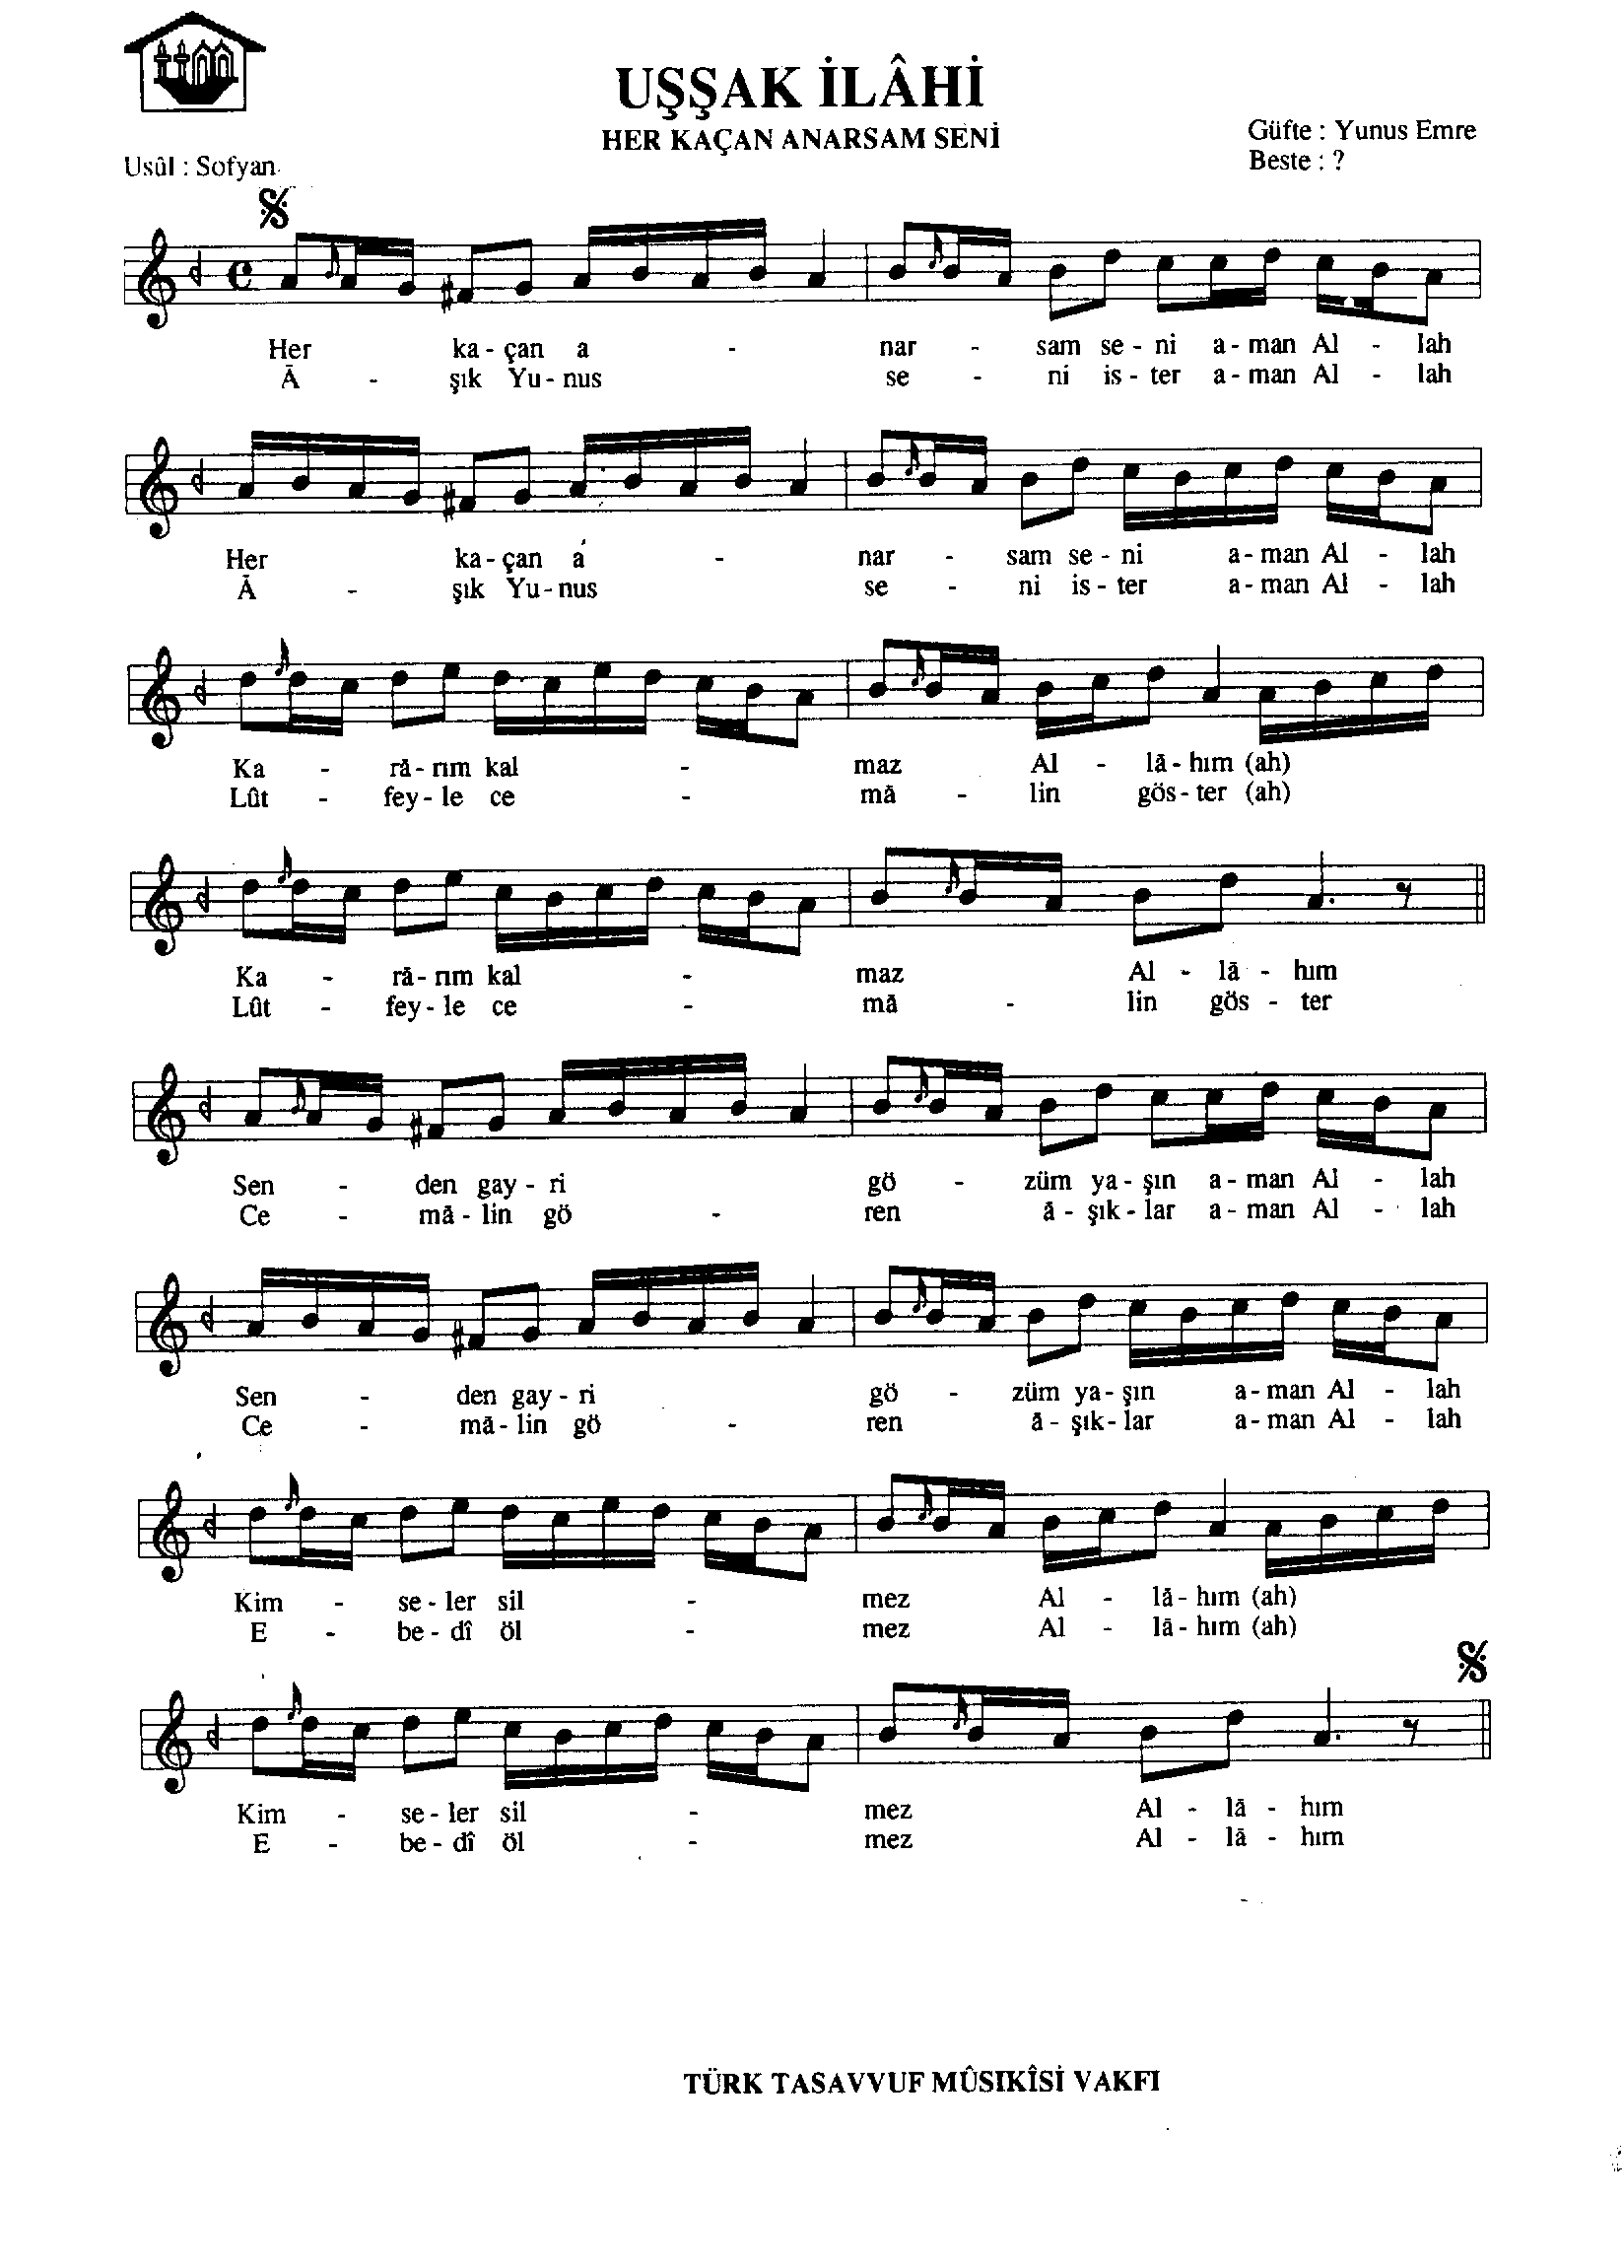 UŞŞAK İLÂHİ
HER KAÇAN ANARSAM SENİ
Güfte : Yunus Emre
Beste : ?
Usûl : Sofyan
Her ka - çan a - nar - sam se - ni a - man Al - lah
Ā - şık Yu - nus se - ni is - ter a - man Al - lah
Her ka - çan a - nar - sam se - ni a - man Al - lah
Ā - şık Yu - nus se - ni is - ter a - man Al - lah
Ka - rā - rım kal - maz Al - lā - hım (ah)
Lût - fey - le ce - mā - lin gös - ter (ah)
Ka - rā - rım kal - maz Al - lā - hım
Lût - fey - le ce - mā - lin gös - ter
Sen - den gay - ri gö - züm ya - şın a - man Al - lah
Ce - mā - lin gö - ren ā - şık - lar a - man Al - lah
Sen - den gay - ri gö - züm ya - şın a - man Al - lah
Ce - mā - lin gö - ren ā - şık - lar a - man Al - lah
Kim - se - ler sil - mez Al - lā - hım (ah)
E - be - dî öl - mez Al - lā - hım (ah)
Kim - se - ler sil - mez Al - lā - hım
E - be - dî öl - mez Al - lā - hım
TÜRK TASAVVUF MÛSIKÎSİ VAKFI